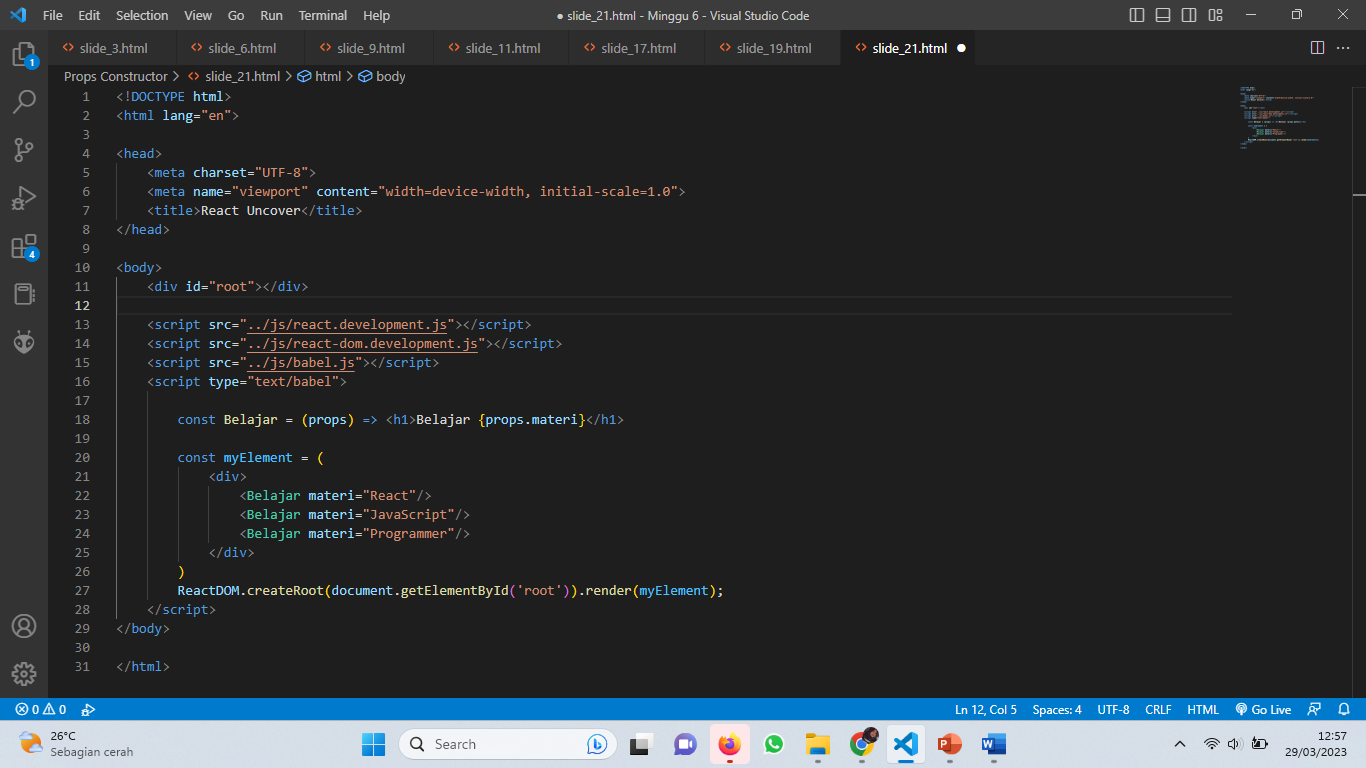 File Edit Selection View Go Run Terminal Help ● slide_21.html - Minggu 6 - Visual Studio Code
slide_3.html slide_6.html slide_9.html slide_11.html slide_17.html slide_19.html slide_21.html
Props Constructor > slide_21.html > html > body
1 <!DOCTYPE html>
2 <html lang="en">
3
4 <head>
5 <meta charset="UTF-8">
6 <meta name="viewport" content="width=device-width, initial-scale=1.0">
7 <title>React Uncover</title>
8 </head>
9
10 <body>
11 <div id="root"></div>
12
13 <script src="../js/react.development.js"></script>
14 <script src="../js/react-dom.development.js"></script>
15 <script src="../js/babel.js"></script>
16 <script type="text/babel">
17
18 const Belajar = (props) => <h1>Belajar {props.materi}</h1>
19
20 const myElement = (
21 <div>
22 <Belajar materi="React"/>
23 <Belajar materi="JavaScript"/>
24 <Belajar materi="Programmer"/>
25 </div>
26 )
27 ReactDOM.createRoot(document.getElementById('root')).render(myElement);
28 </script>
29 </body>
30
31 </html>
1
4
0 0 Ln 12, Col 5 Spaces: 4 UTF-8 CRLF HTML Go Live
26°C
Sebagian cerah
Search
12:57
29/03/2023